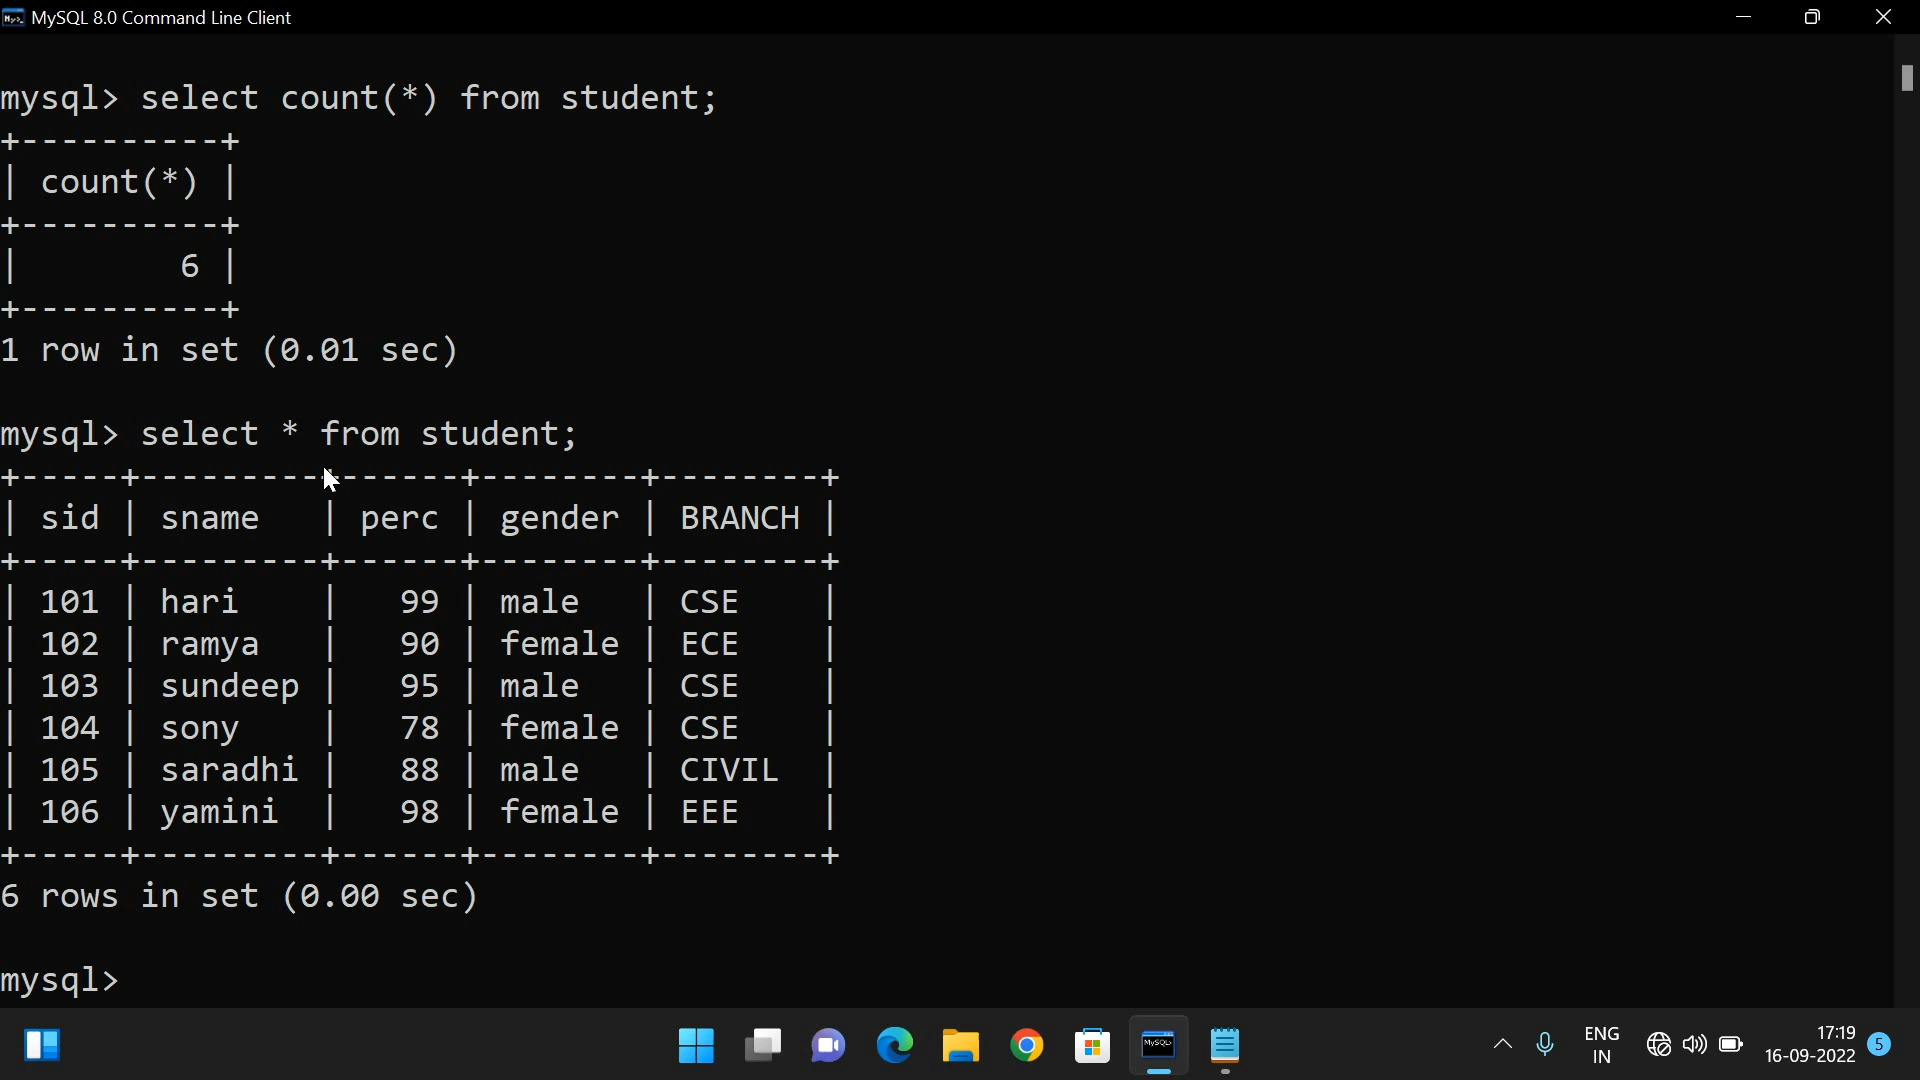 MySQL 8.0 Command Line Client
mysql> select count(*) from student;
+----------+
| count(*) |
+----------+
|        6 |
+----------+
1 row in set (0.01 sec)
mysql> select * from student;
+-----+---------+------+--------+--------+
| sid | sname   | perc | gender | BRANCH |
+-----+---------+------+--------+--------+
| 101 | hari    |   99 | male   | CSE    |
| 102 | ramya   |   90 | female | ECE    |
| 103 | sundeep |   95 | male   | CSE    |
| 104 | sony    |   78 | female | CSE    |
| 105 | saradhi |   88 | male   | CIVIL  |
| 106 | yamini  |   98 | female | EEE    |
+-----+---------+------+--------+--------+
6 rows in set (0.00 sec)
mysql>
ENG
IN
17:19
16-09-2022
5